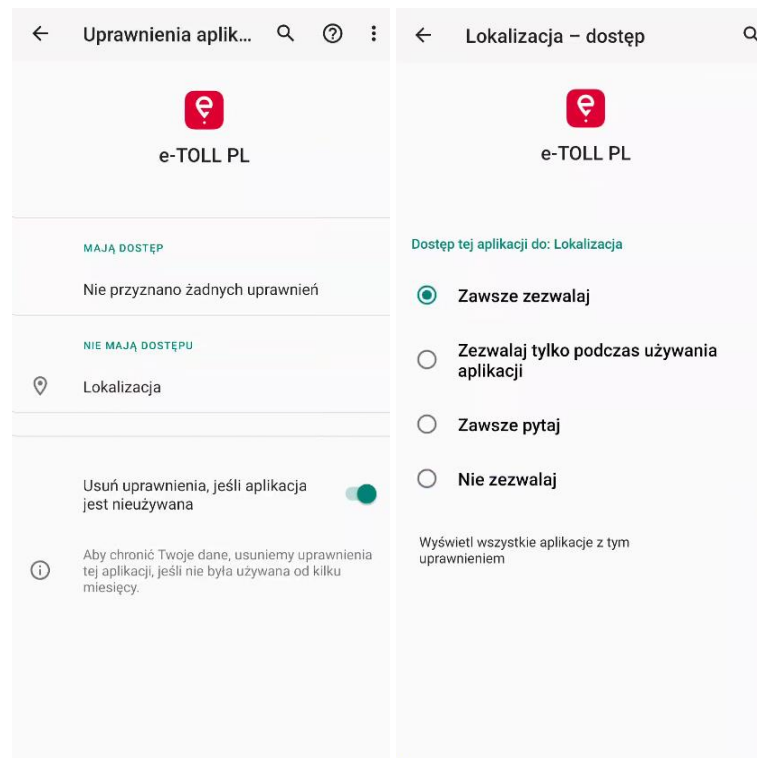 Uprawnienia aplik...
e-TOLL PL
MAJĄ DOSTĘP
Nie przyznano żadnych uprawnień
NIE MAJĄ DOSTĘPU
Lokalizacja
Usuń uprawnienia, jeśli aplikacja
jest nieużywana
Aby chronić Twoje dane, usuniemy uprawnienia
tej aplikacji, jeśli nie była używana od kilku
miesięcy.
Lokalizacja – dostęp
e-TOLL PL
Dostęp tej aplikacji do: Lokalizacja
Zawsze zezwalaj
Zezwalaj tylko podczas używania
aplikacji
Zawsze pytaj
Nie zezwalaj
Wyświetl wszystkie aplikacje z tym
uprawnieniem